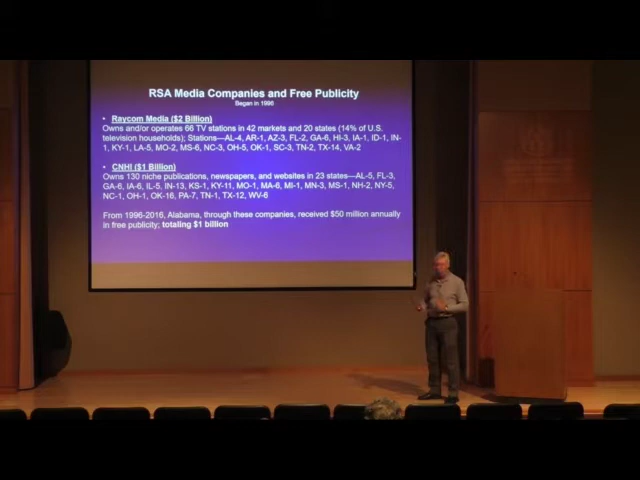 RSA Media Companies and Free Publicity
Began in 1996
• Raycom Media ($2 Billion)
Owns and/or operates 66 TV stations in 42 markets and 20 states (14% of U.S.
television households); Stations—AL-4, AR-1, AZ-3, FL-2, GA-6, HI-3, IA-1, ID-1, IN-
1, KY-1, LA-5, MO-2, MS-6, NC-3, OH-5, OK-1, SC-3, TN-2, TX-14, VA-2
• CNHI ($1 Billion)
Owns 130 niche publications, newspapers, and websites in 23 states—AL-5, FL-3,
GA-6, IA-6, IL-5, IN-13, KS-1, KY-11, MO-1, MA-6, MI-1, MN-3, MS-1, NH-2, NY-5,
NC-1, OH-1, OK-16, PA-7, TN-1, TX-12, WV-6
From 1996-2016, Alabama, through these companies, received $50 million annually
in free publicity; totaling $1 billion